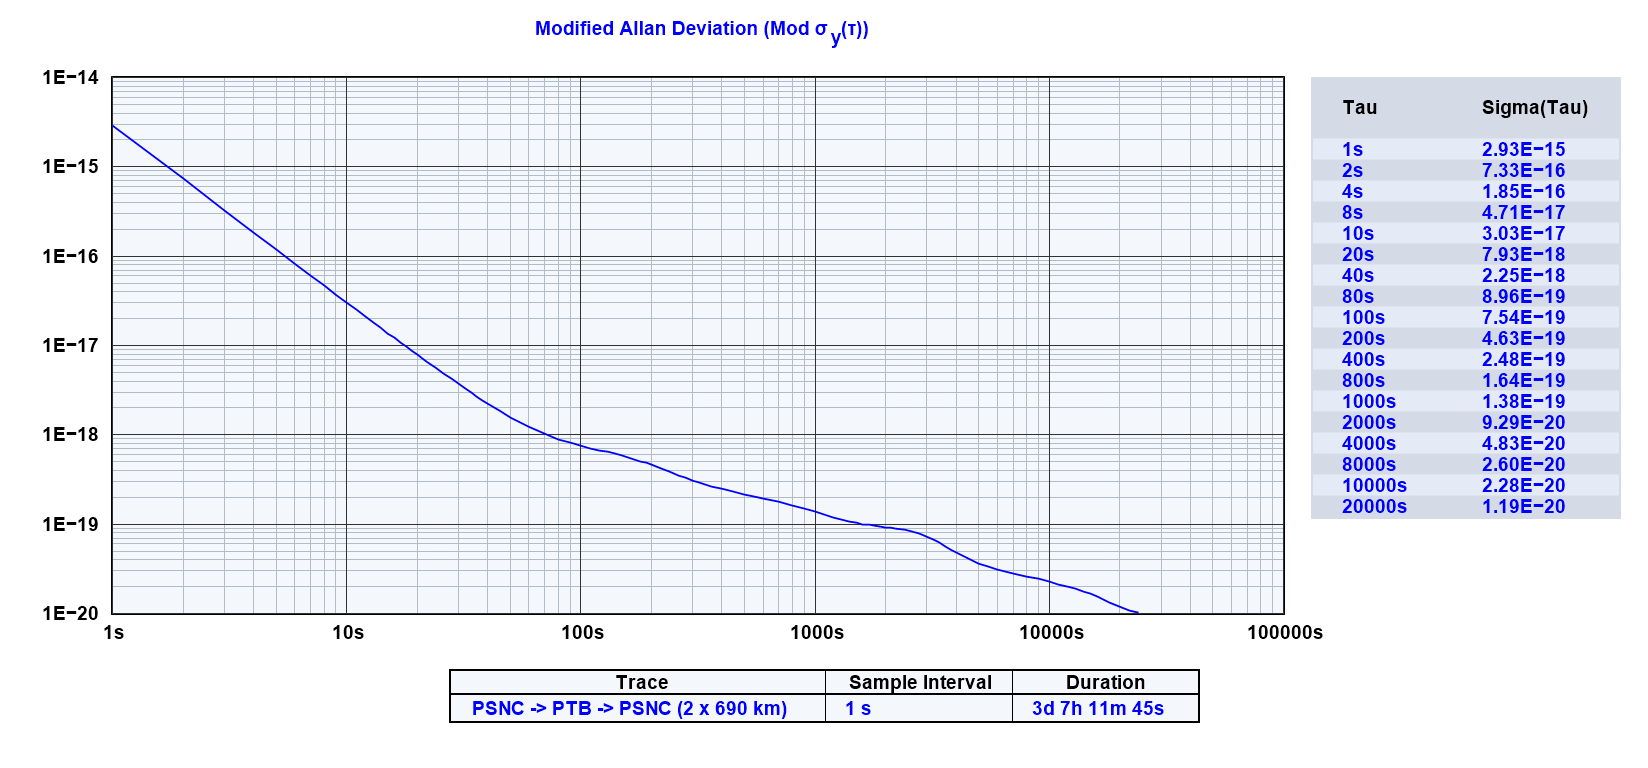 Modified Allan Deviation (Mod σ y(τ))
1E−14
1E−15
1E−16
1E−17
1E−18
1E−19
1E−20
1s 10s 100s 1000s 10000s 100000s
Tau Sigma(Tau)
1s 2.93E−15
2s 7.33E−16
4s 1.85E−16
8s 4.71E−17
10s 3.03E−17
20s 7.93E−18
40s 2.25E−18
80s 8.96E−19
100s 7.54E−19
200s 4.63E−19
400s 2.48E−19
800s 1.64E−19
1000s 1.38E−19
2000s 9.29E−20
4000s 4.83E−20
8000s 2.60E−20
10000s 2.28E−20
20000s 1.19E−20
Trace Sample Interval Duration
PSNC -> PTB -> PSNC (2 x 690 km) 1 s 3d 7h 11m 45s